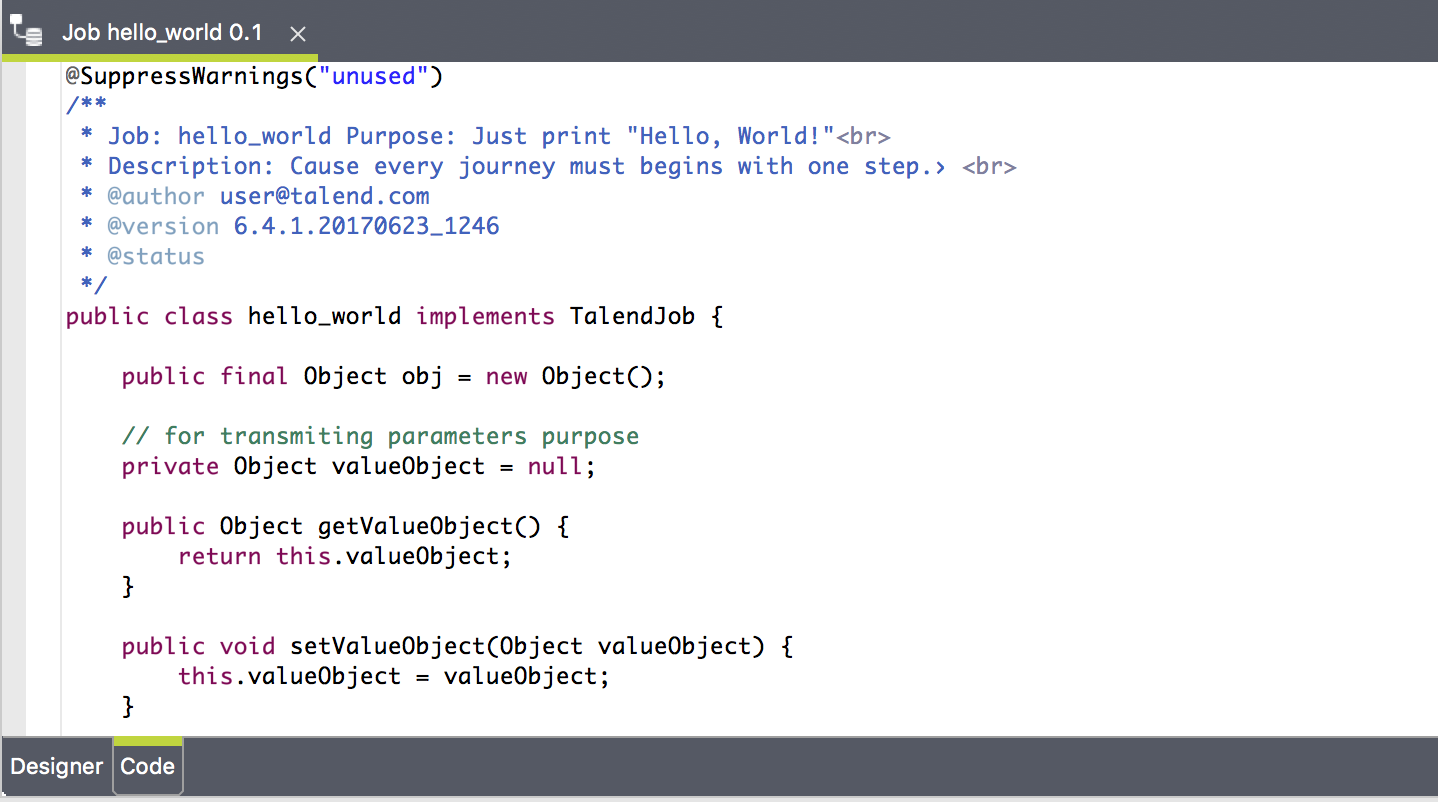 Job hello_world 0.1
@SuppressWarnings("unused")
/**
 * Job: hello_world Purpose: Just print "Hello, World!"<br>
 * Description: Cause every journey must begins with one step.› <br>
 * @author user@talend.com
 * @version 6.4.1.20170623_1246
 * @status
 */
public class hello_world implements TalendJob {
    public final Object obj = new Object();
    // for transmiting parameters purpose
    private Object valueObject = null;
    public Object getValueObject() {
        return this.valueObject;
    }
    public void setValueObject(Object valueObject) {
        this.valueObject = valueObject;
    }
Designer Code